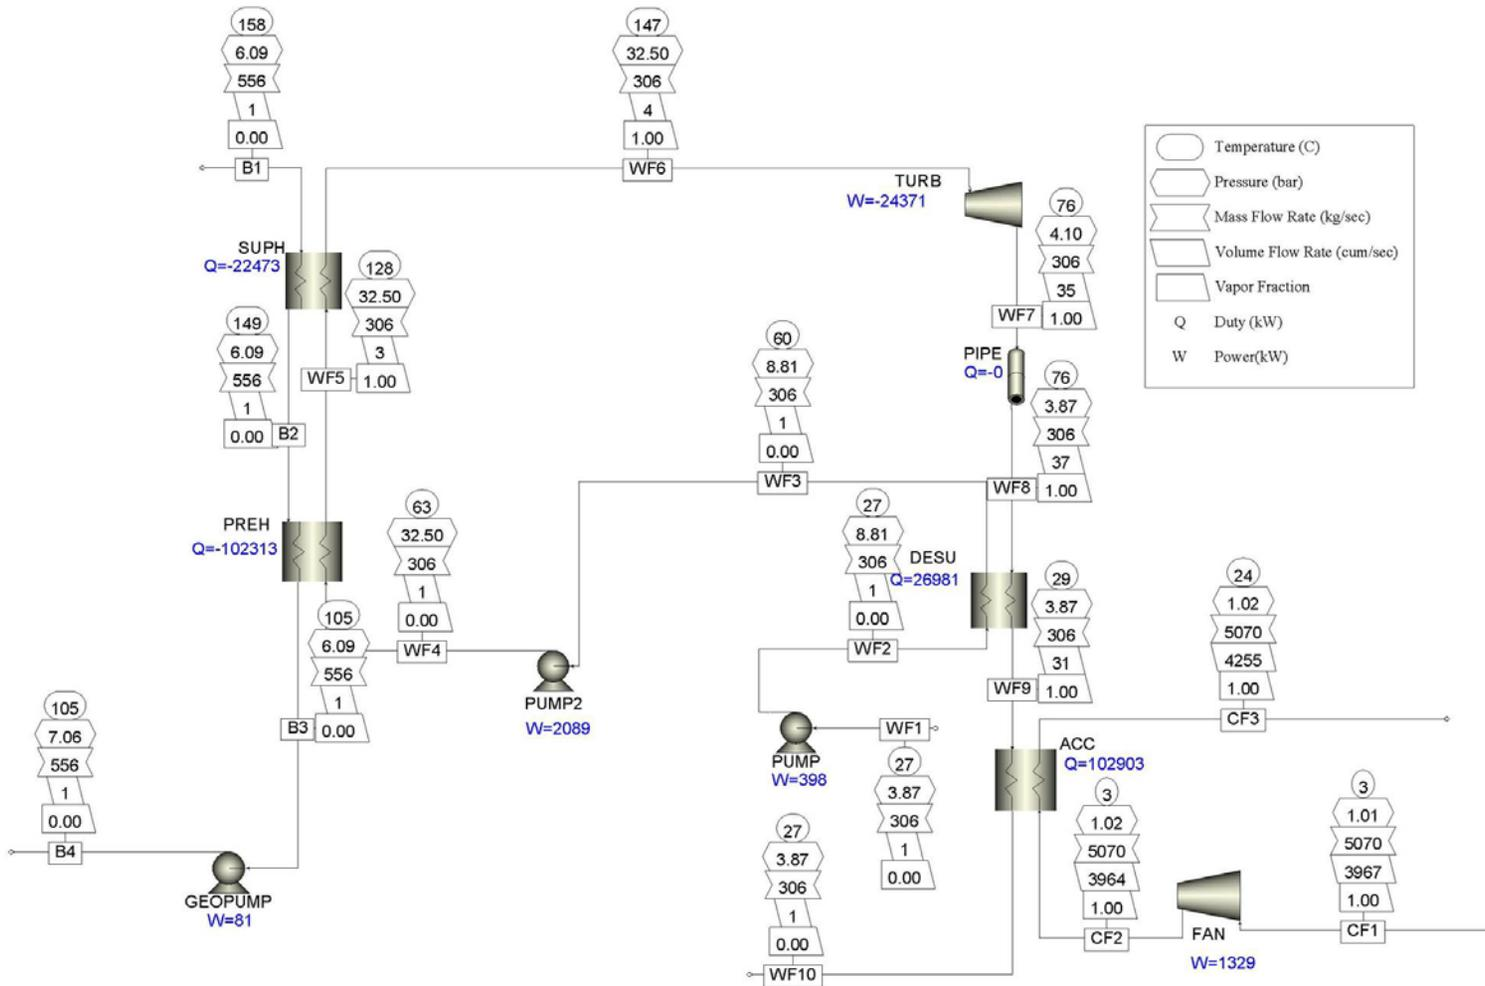 158
6.09
556
1
0.00
B1
147
32.50
306
4
1.00
WF6
TURB
W=-24371
Temperature (C)
Pressure (bar)
Mass Flow Rate (kg/sec)
Volume Flow Rate (cum/sec)
Vapor Fraction
Q Duty (kW)
W Power(kW)
76
4.10
306
35
1.00
WF7
SUPH
Q=-22473
128
32.50
306
3
1.00
WF5
149
6.09
556
1
0.00
B2
60
8.81
306
1
0.00
WF3
PIPE
Q=-0
76
3.87
306
37
1.00
WF8
PREH
Q=-102313
63
32.50
306
1
0.00
WF4
27
8.81
306
1
0.00
WF2
DESU
Q=26981
29
3.87
306
31
1.00
WF9
24
1.02
5070
4255
1.00
CF3
105
6.09
556
1
0.00
B3
PUMP2
W=2089
PUMP
W=398
WF1
27
3.87
306
1
0.00
ACC
Q=102903
105
7.06
556
1
0.00
B4
GEOPUMP
W=81
27
3.87
306
1
0.00
WF10
3
1.02
5070
3964
1.00
CF2
FAN
W=1329
3
1.01
5070
3967
1.00
CF1